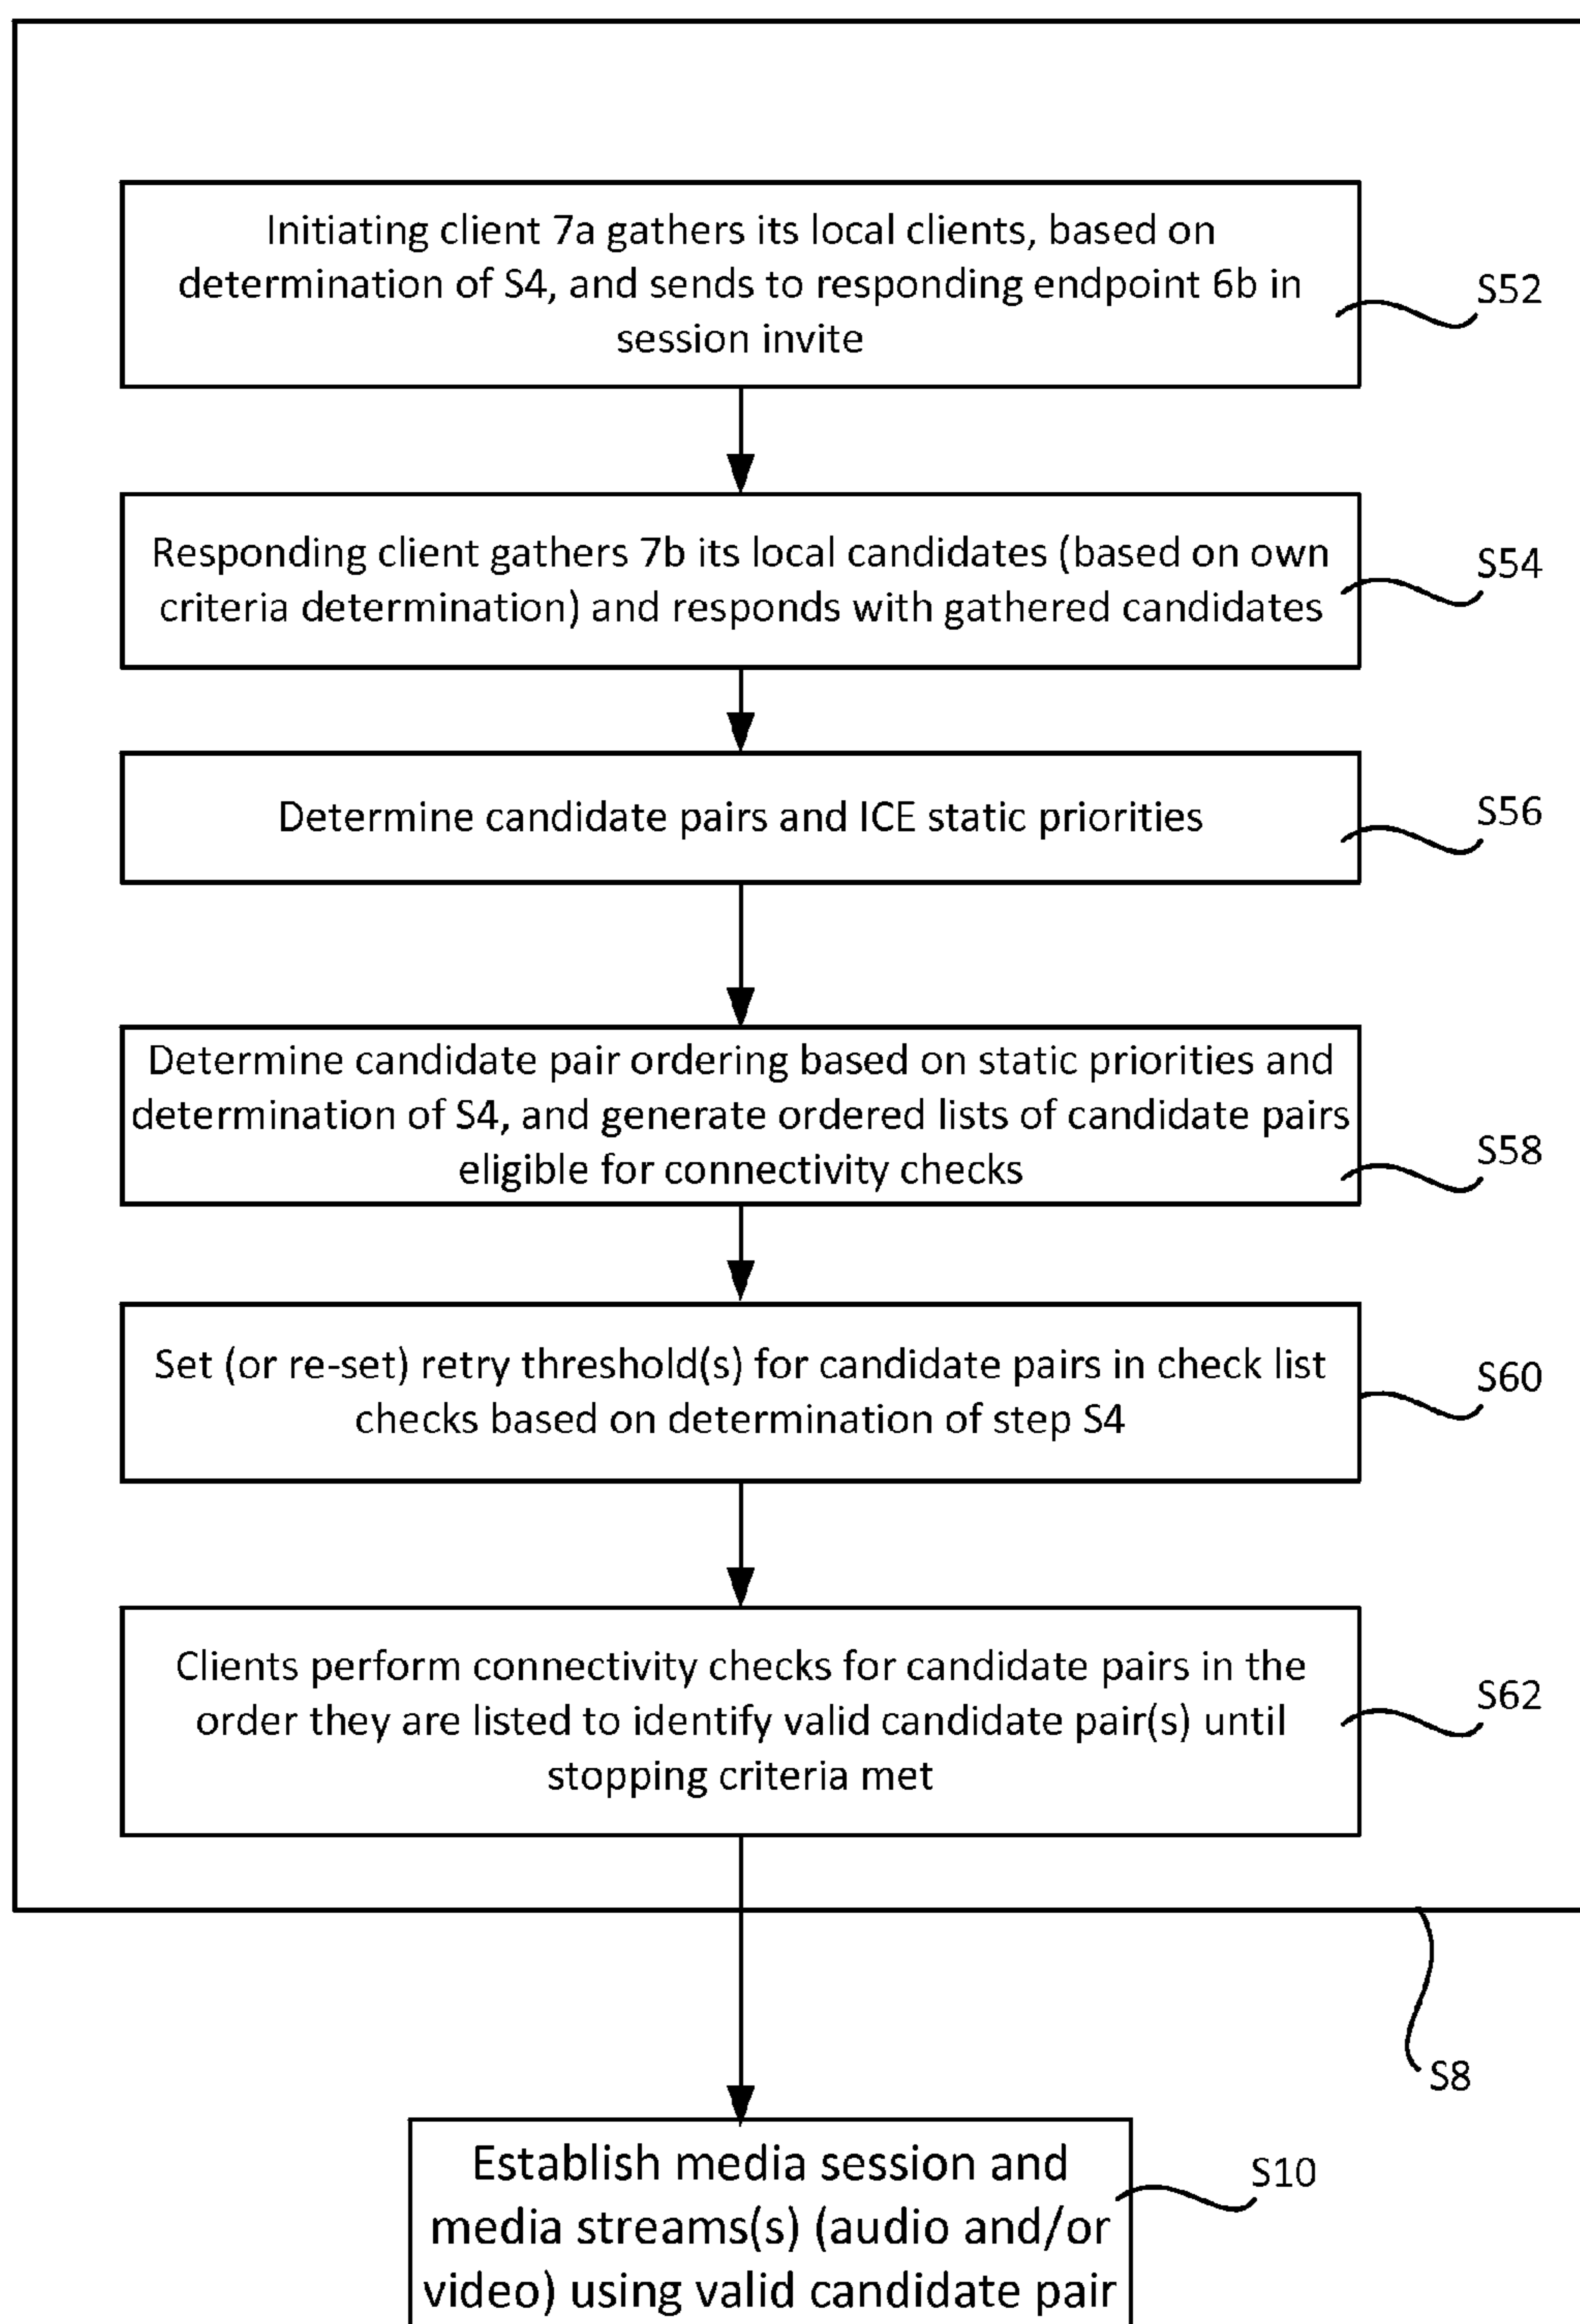 Initiating client 7a gathers its local clients, based on
determination of S4, and sends to responding endpoint 6b in
session invite
S52
Responding client gathers 7b its local candidates (based on own
criteria determination) and responds with gathered candidates
S54
Determine candidate pairs and ICE static priorities
S56
Determine candidate pair ordering based on static priorities and
determination of S4, and generate ordered lists of candidate pairs
eligible for connectivity checks
S58
Set (or re-set) retry threshold(s) for candidate pairs in check list
checks based on determination of step S4
S60
Clients perform connectivity checks for candidate pairs in the
order they are listed to identify valid candidate pair(s) until
stopping criteria met
S62
S8
Establish media session and
media streams(s) (audio and/or
video) using valid candidate pair
S10